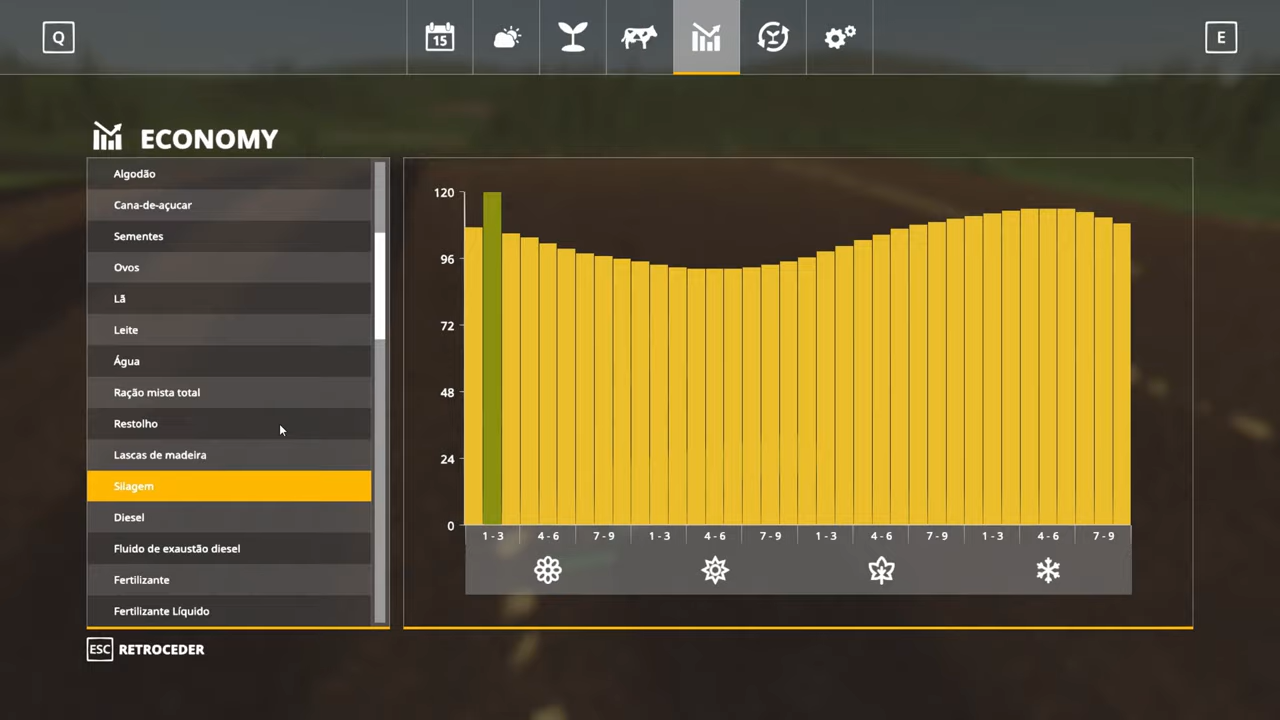 Q
15
E
ECONOMY
Algodão
Cana-de-açucar
Sementes
Ovos
Lã
Leite
Água
Ração mista total
Restolho
Lascas de madeira
Silagem
Diesel
Fluido de exaustão diesel
Fertilizante
Fertilizante Líquido
120
96
72
48
24
0
1 - 3 4 - 6 7 - 9 1 - 3 4 - 6 7 - 9 1 - 3 4 - 6 7 - 9 1 - 3 4 - 6 7 - 9
ESC RETROCEDER